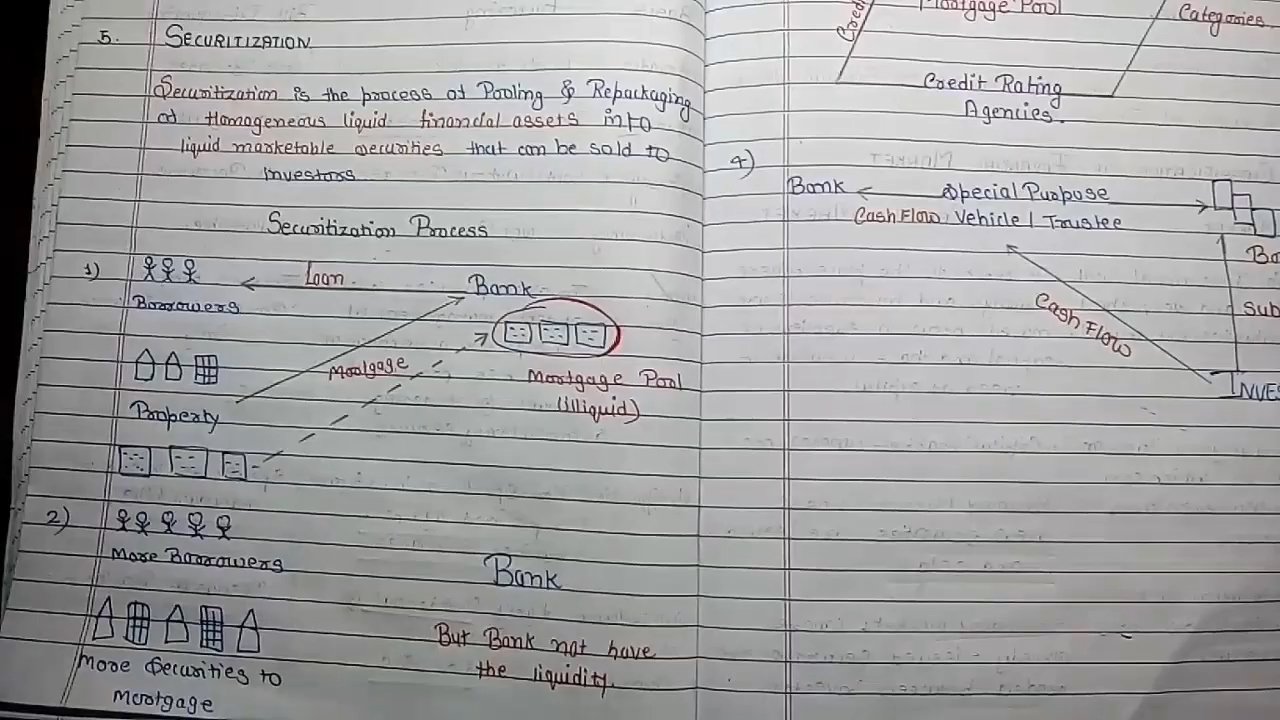 5. SECURITIZATION
Securitization is the process of Pooling & Repackaging
of Homogeneous liquid financial assets into
liquid marketable securities that can be sold to
investors
Securitization Process
1)
Loan
Bank
Borrowers
Mortgage
Mortgage Pool
(illiquid)
Property
2)
More Borrowers
Bank
But Bank not have
the liquidity.
More Securities to
Mortgage
Mortgage Pool
Categories
Credit Rating
Agencies.
4)
Bank
Special Purpose
Cash Flow Vehicle / Trustee
Cash Flow